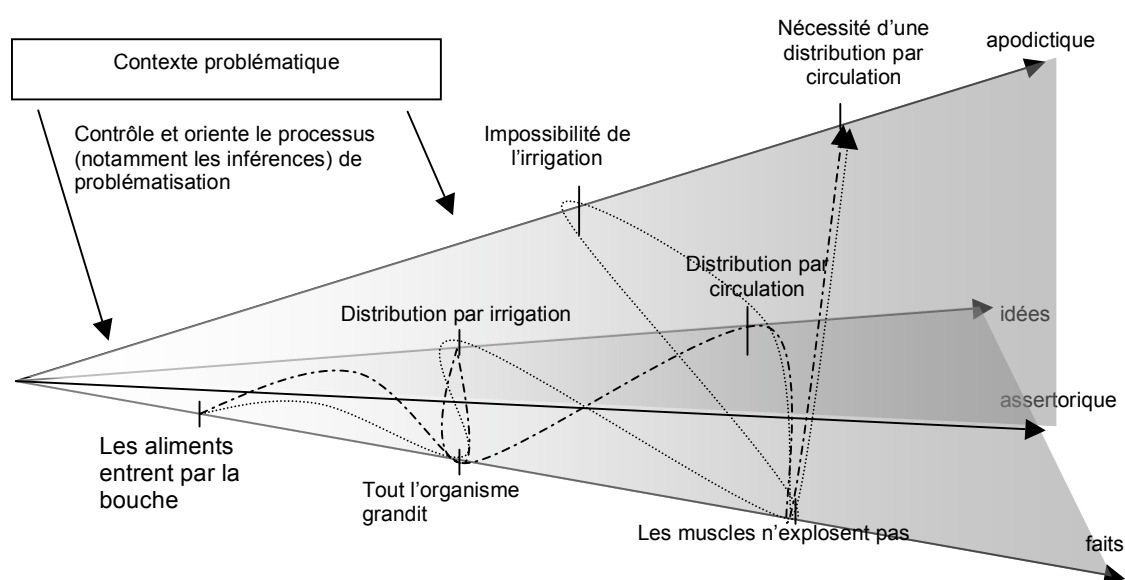 Contexte problématique
Contrôle et oriente le processus
(notamment les inférences) de
problématisation
Nécessité d'une
distribution par
circulation
apodictique
Impossibilité de
l'irrigation
Distribution par
circulation
Distribution par irrigation
idées
assertorique
Les aliments
entrent par la
bouche
Tout l'organisme
grandit
Les muscles n'explosent pas
faits